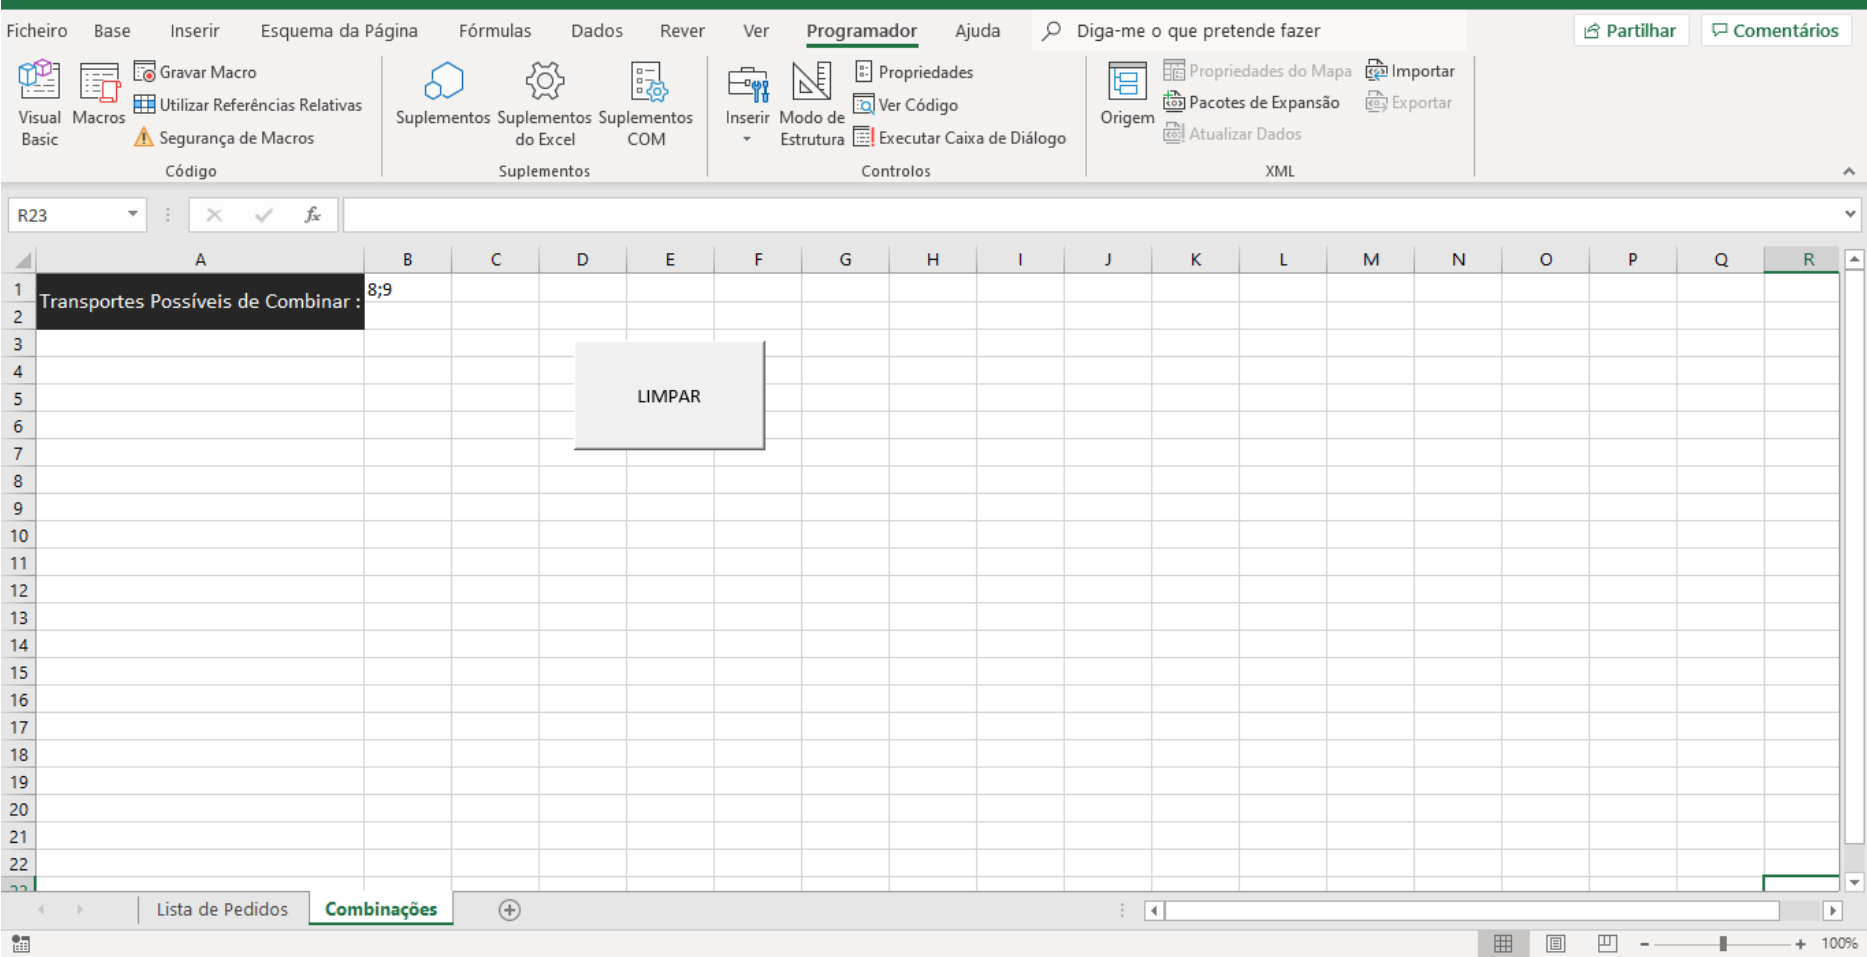 Ficheiro Base Inserir Esquema da Página Fórmulas Dados Rever Ver Programador Ajuda Diga-me o que pretende fazer Partilhar Comentários
Visual Basic
Macros
Gravar Macro
Utilizar Referências Relativas
Segurança de Macros
Código
Suplementos
Suplementos do Excel
Suplementos COM
Suplementos
Inserir
Modo de Estrutura
Propriedades
Ver Código
Executar Caixa de Diálogo
Controlos
Origem
Propriedades do Mapa
Pacotes de Expansão
Atualizar Dados
Importar
Exportar
XML
R23 fx
A B C D E F G H I J K L M N O P Q R
1 8;9
Transportes Possíveis de Combinar :
2
3
4
5 LIMPAR
6
7
8
9
10
11
12
13
14
15
16
17
18
19
20
21
22
23
Lista de Pedidos Combinações
- + 100%